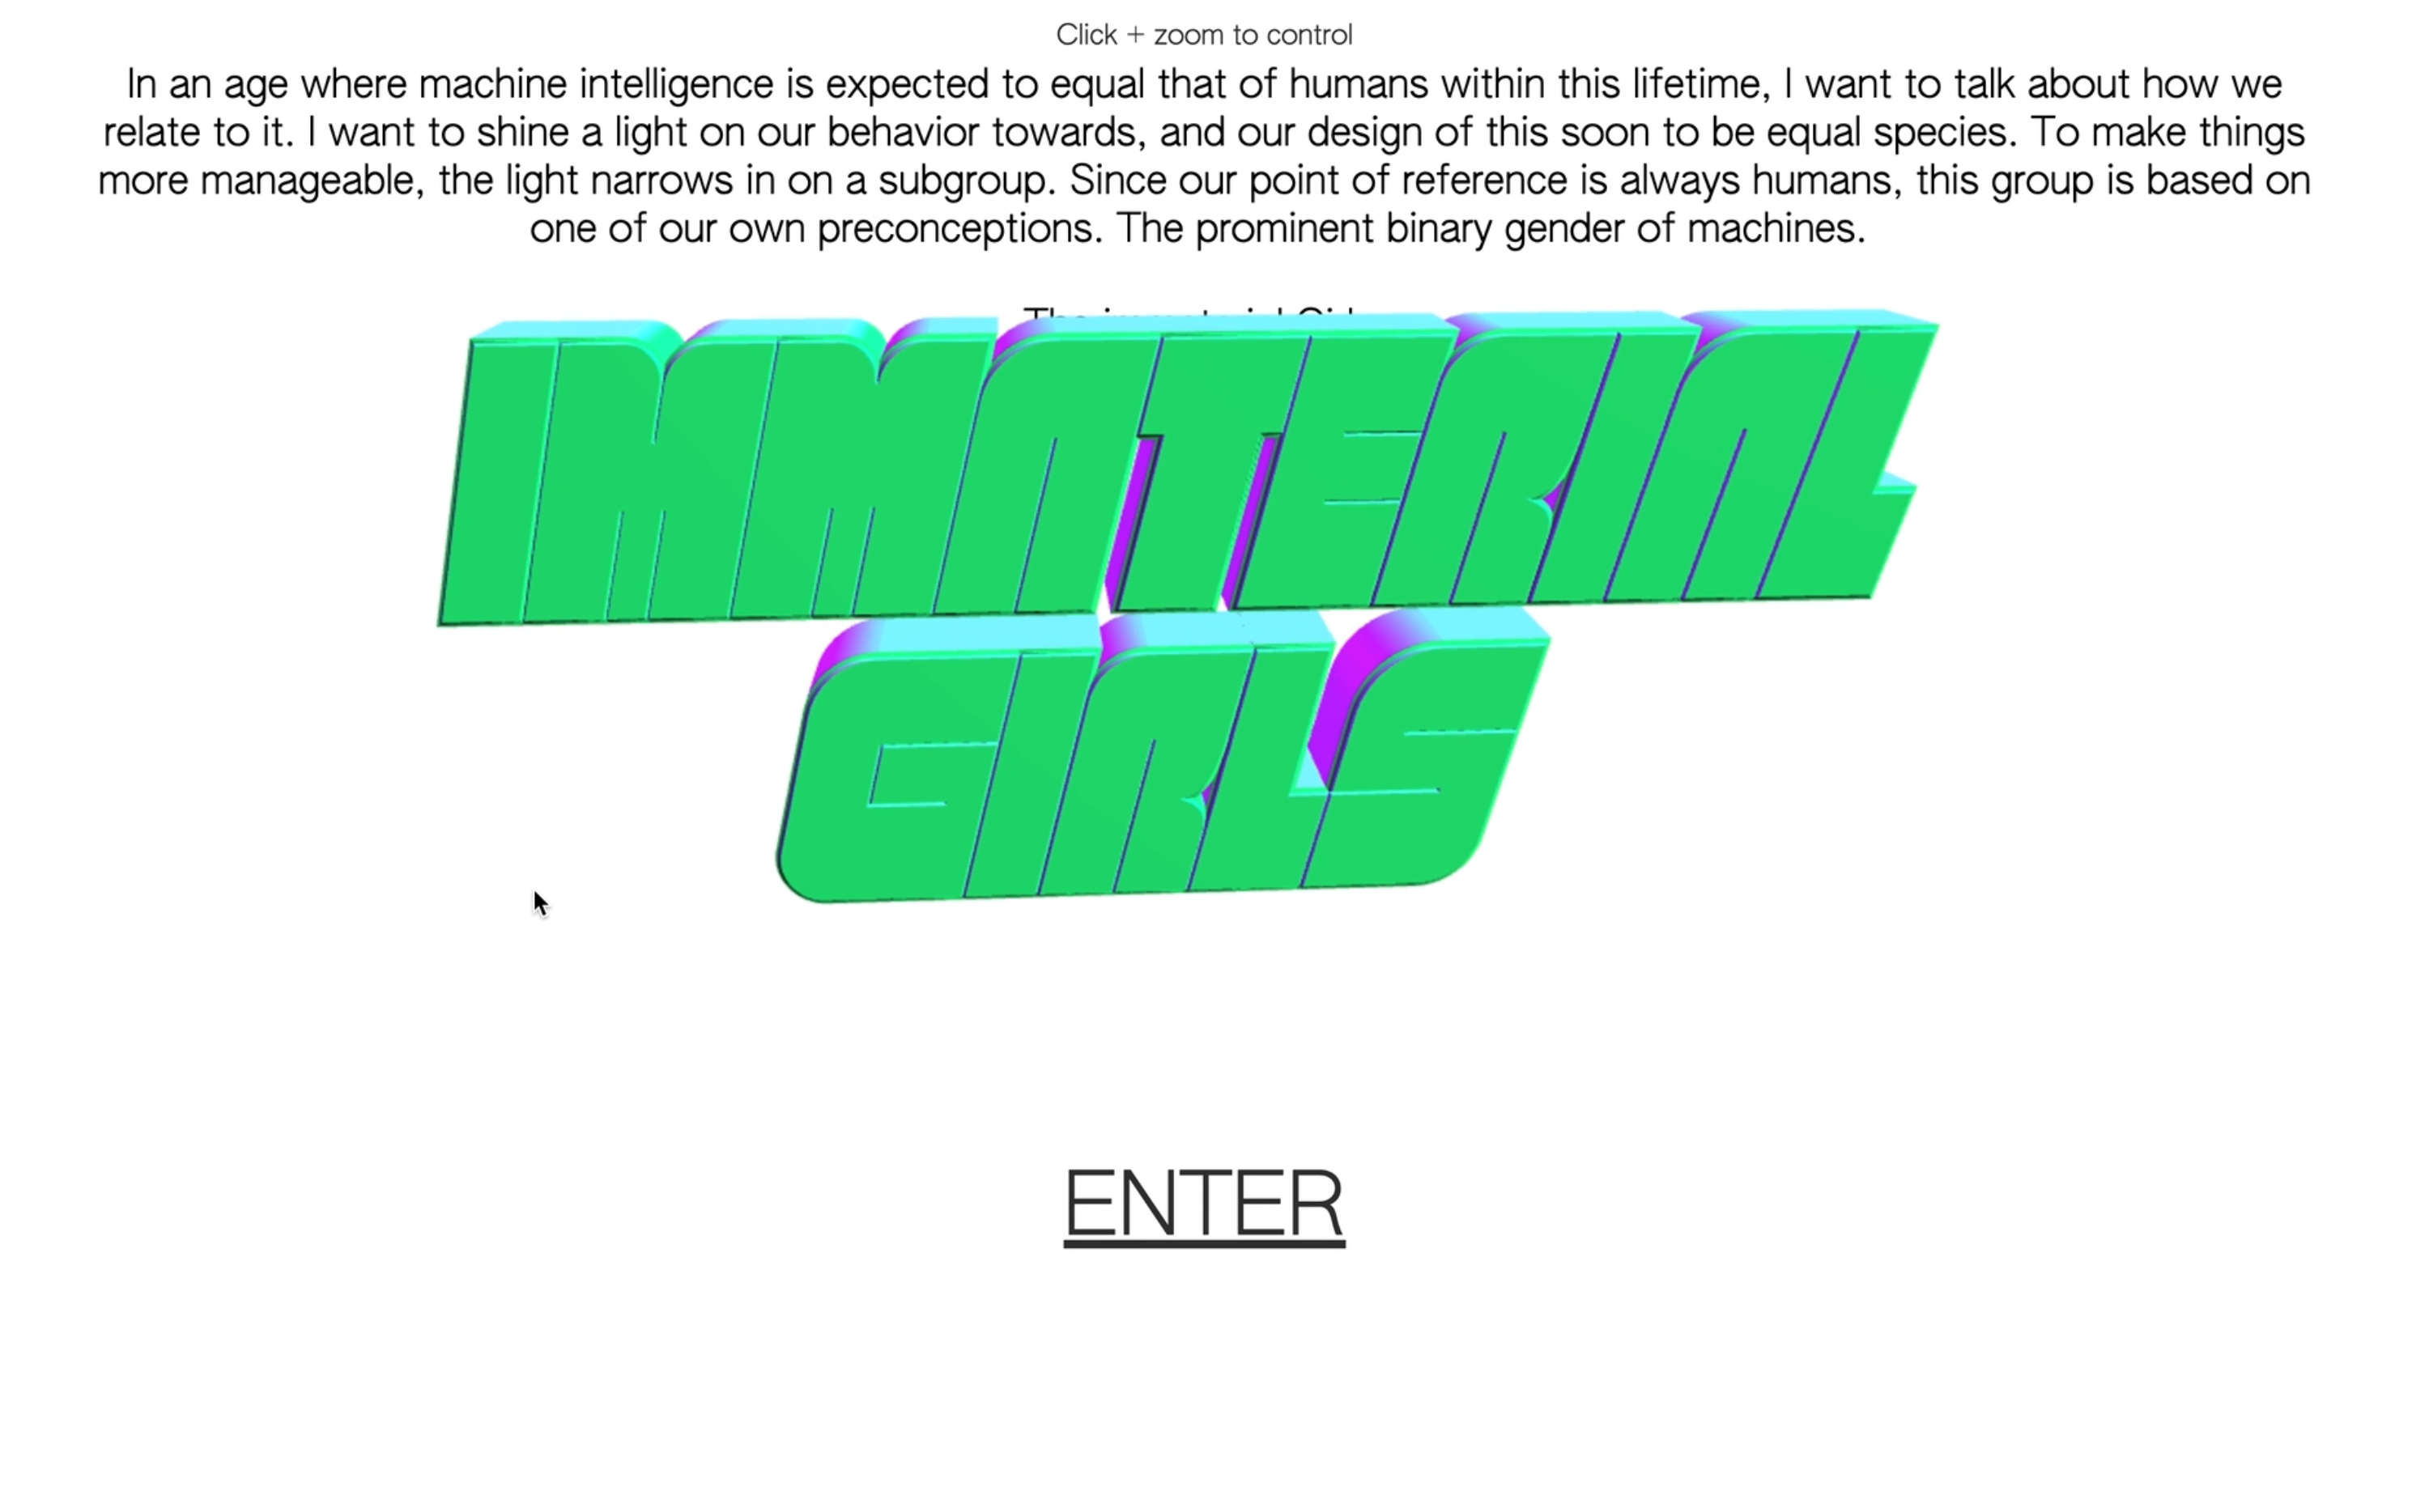 Click + zoom to control
In an age where machine intelligence is expected to equal that of humans within this lifetime, I want to talk about how we
relate to it. I want to shine a light on our behavior towards, and our design of this soon to be equal species. To make things
more manageable, the light narrows in on a subgroup. Since our point of reference is always humans, this group is based on
one of our own preconceptions. The prominent binary gender of machines.
The immaterial
IMMATERIAL
GIRLS
ENTER